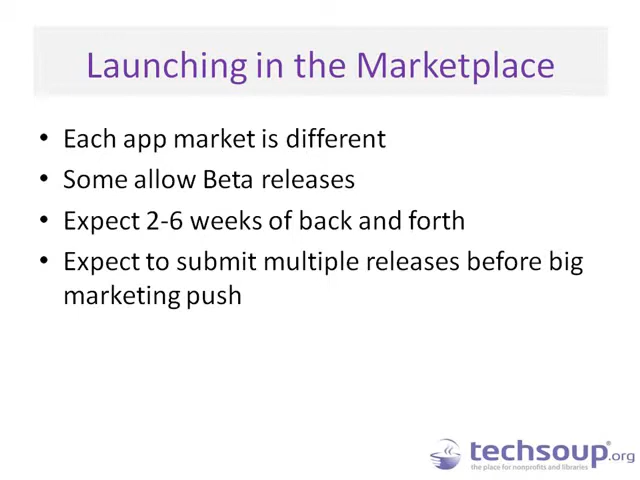 Launching in the Marketplace
• Each app market is different
• Some allow Beta releases
• Expect 2-6 weeks of back and forth
• Expect to submit multiple releases before big
marketing push
techsoup®.org
the place for nonprofits and libraries